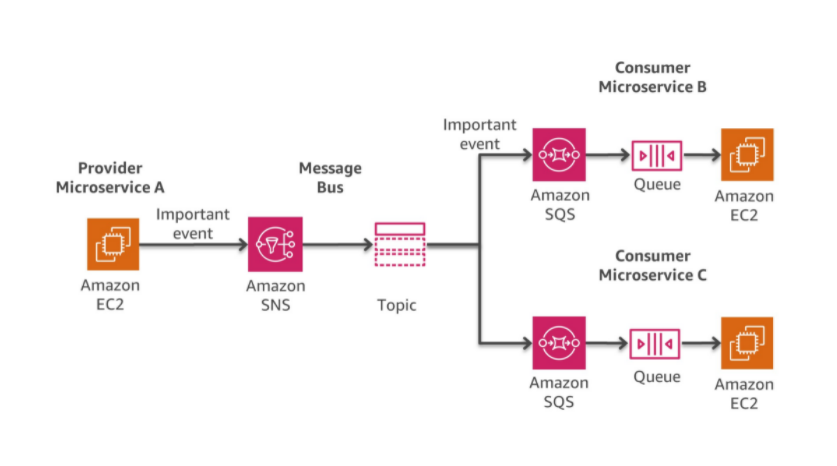 Provider
Microservice A
Important
event
Amazon
EC2
Message
Bus
Amazon
SNS
Topic
Important
event
Consumer
Microservice B
Amazon
SQS
Queue
Amazon
EC2
Consumer
Microservice C
Amazon
SQS
Queue
Amazon
EC2